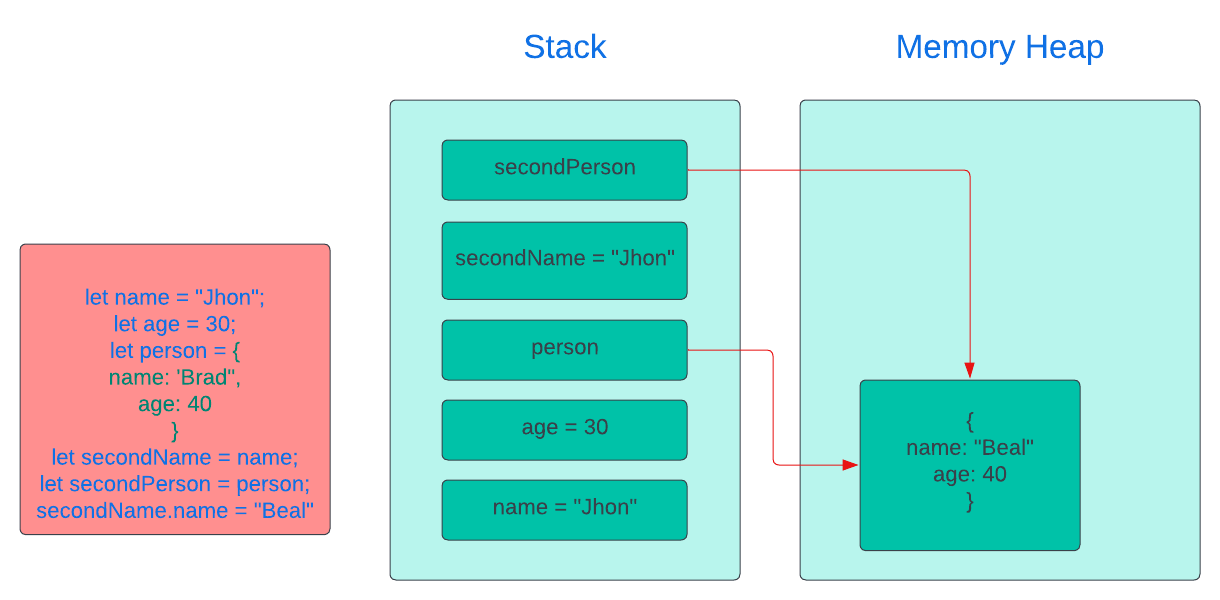 Stack
Memory Heap
let name = "Jhon";
let age = 30;
let person = {
name: 'Brad",
age: 40
}
let secondName = name;
let secondPerson = person;
secondName.name = "Beal"
secondPerson
secondName = "Jhon"
person
age = 30
name = "Jhon"
{
name: "Beal"
age: 40
}